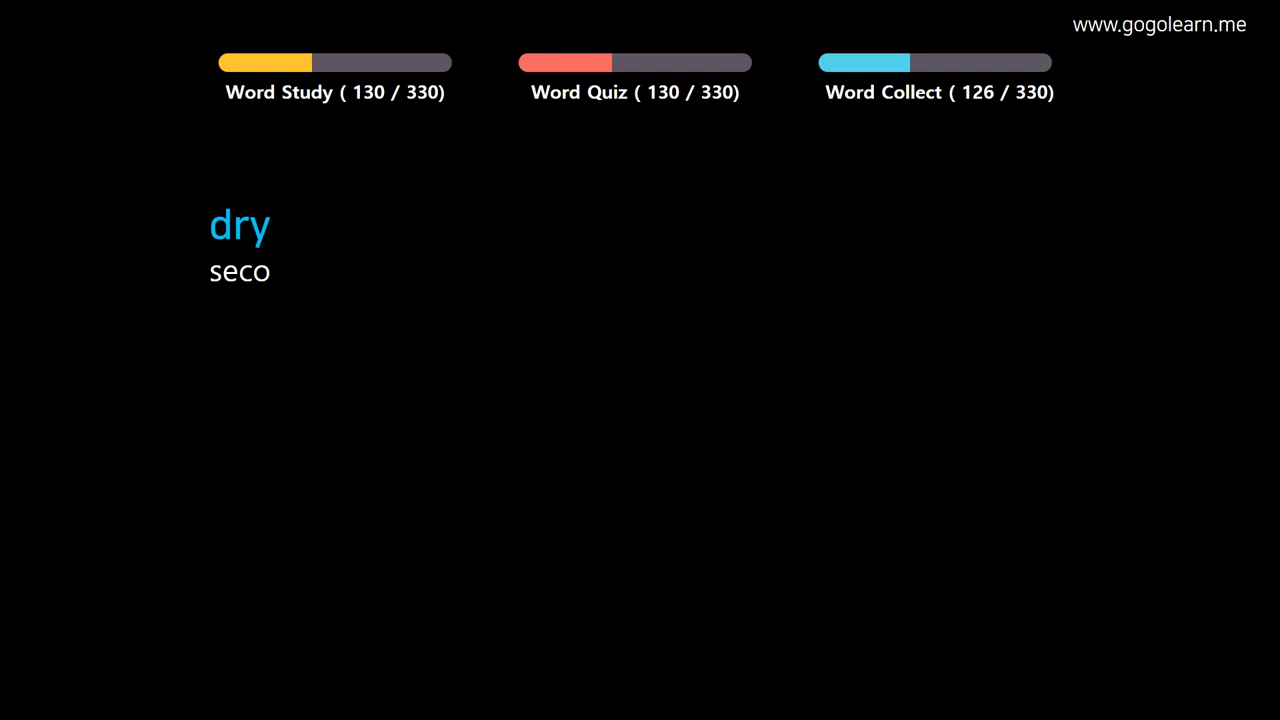 www.gogolearn.me
Word Study ( 130 / 330)
Word Quiz ( 130 / 330)
Word Collect ( 126 / 330)
dry
seco